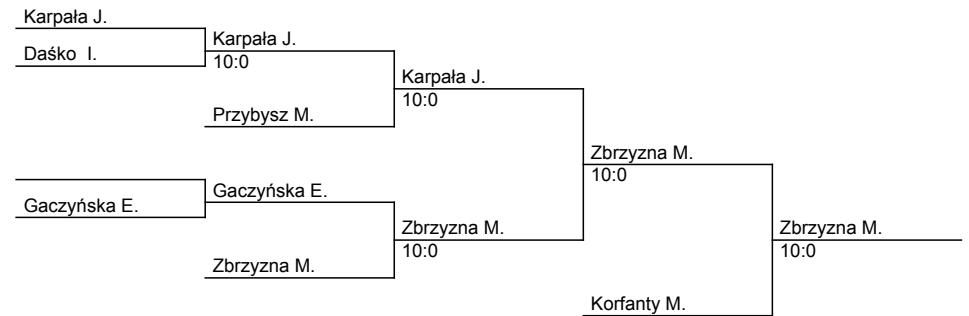 Karpała J.
Daśko I.
Karpała J.
10:0
Przybysz M.
Karpała J.
10:0
Gaczyńska E.
Gaczyńska E.
Zbrzyzna M.
Zbrzyzna M.
10:0
Zbrzyzna M.
10:0
Korfanty M.
Zbrzyzna M.
10:0